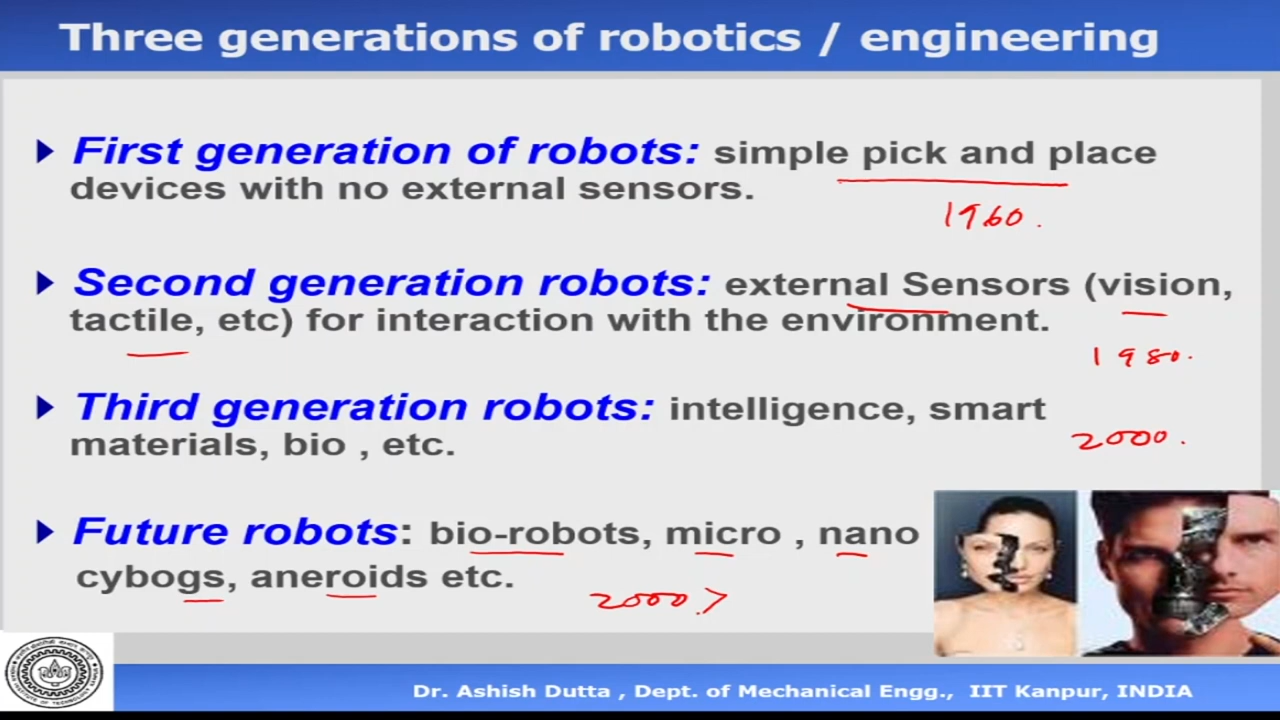 Three generations of robotics / engineering
First generation of robots: simple pick and place
devices with no external sensors.
1960.
Second generation robots: external Sensors (vision,
tactile, etc) for interaction with the environment.
1980.
Third generation robots: intelligence, smart
materials, bio , etc.
2000.
Future robots: bio-robots, micro , nano
cybogs, aneroids etc.
2000 >
Dr. Ashish Dutta , Dept. of Mechanical Engg., IIT Kanpur, INDIA